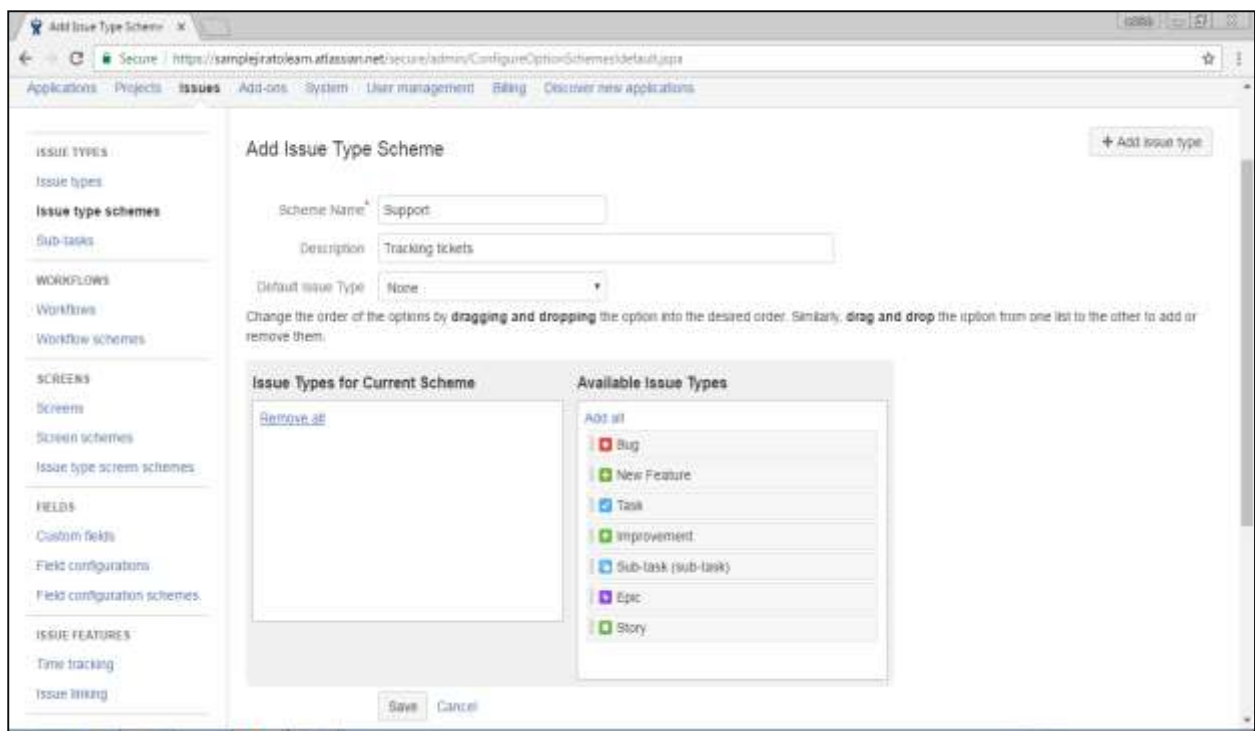 Add Issue Type Scheme
Secure https://samplejiratolearn.atlassian.net/secure/admin/ConfigureOptionSchemes!default.jspa
Applications Projects Issues Add-ons System User management Billing Discover new applications
ISSUE TYPES
Issue types
Issue type schemes
Sub-tasks
WORKFLOWS
Workflows
Workflow schemes
SCREENS
Screens
Screen schemes
Issue type screen schemes
FIELDS
Custom fields
Field configurations
Field configuration schemes
ISSUE FEATURES
Time tracking
Issue linking
Add Issue Type Scheme
+ Add issue type
Scheme Name* Support
Description Tracking tickets
Default Issue Type None
Change the order of the options by dragging and dropping the option into the desired order. Similarly, drag and drop the option from one list to the other to add or
remove them.
Issue Types for Current Scheme
Remove all
Available Issue Types
Add all
Bug
New Feature
Task
Improvement
Sub-task (sub-task)
Epic
Story
Save Cancel